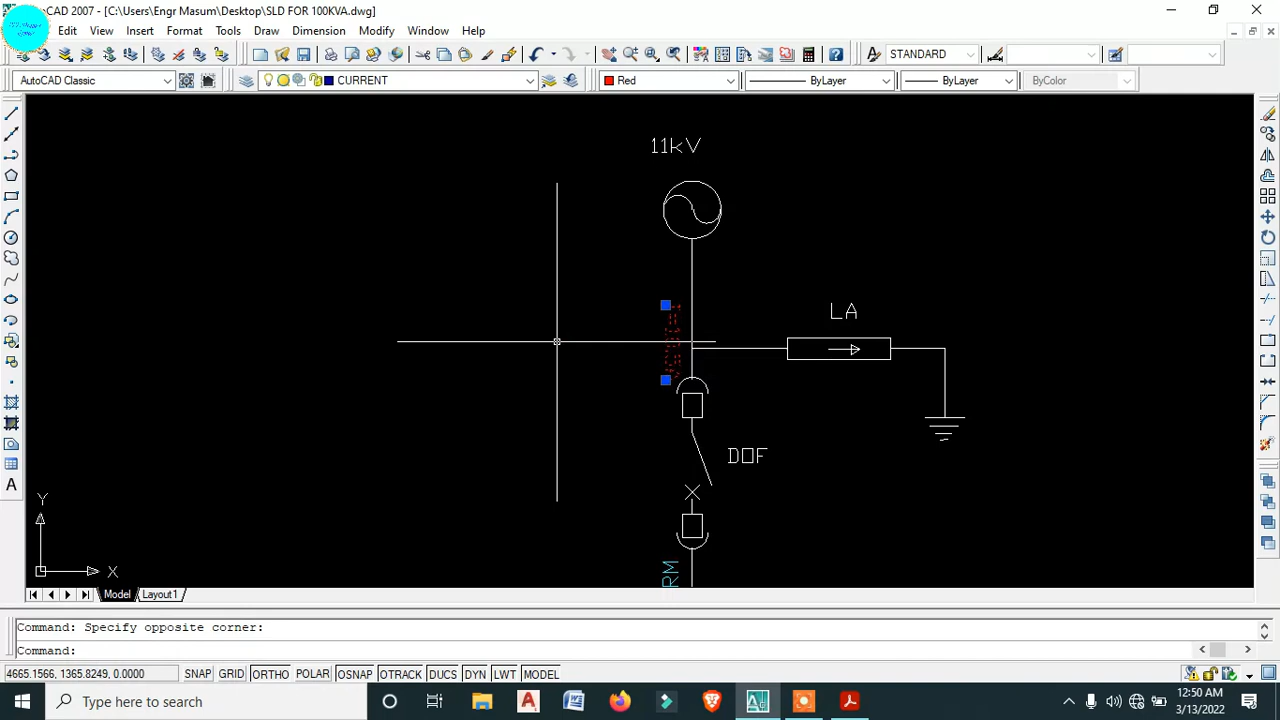 AutoCAD 2007 - [C:\Users\Engr Masum\Desktop\SLD FOR 100KVA.dwg]
Edit View Insert Format Tools Draw Dimension Modify Window Help
STANDARD
AutoCAD Classic CURRENT Red ByLayer ByLayer ByColor
11kV
LA
DOF
RM
Y
X
A
Model Layout1
Command: Specify opposite corner:
Command:
4665.1566, 1365.8249, 0.0000 SNAP GRID ORTHO POLAR OSNAP OTRACK DUCS DYN LWT MODEL
Type here to search
12:50 AM
3/13/2022